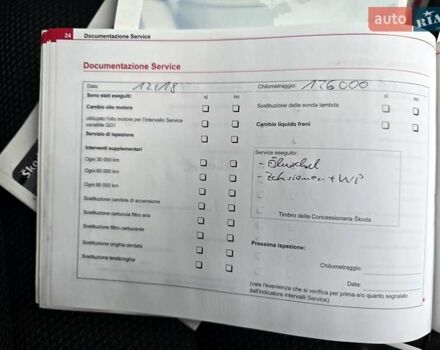 auto RIA
24 Documentazione Service
Documentazione Service
Data: 12/18
Chilometraggio: 126000
Sono stati eseguiti: sì no
sì no
Cambio olio motore
Sostituzione della sonda lambda
utilizzato l'olio motore per l'intervallo Service
variabile QG1
Cambio liquido freni
Servizio di ispezione
Interventi supplementari
Service eseguito:
Ogni 30 000 km
- Ölwechsel
Ogni 60 000 km
- Zahnriemen + WP
Ogni 90 000 km
Sostituzione candele di accensione
Sostituzione cartuccia filtro aria
Timbro della Concessionaria Škoda
Sostituzione filtro carburante
Prossima ispezione:
Sostituzione cinghia dentata
Sostituzione tendicinghia
Chilometraggio:
Data:
(vale l'evenienza che si verifica per prima e/o quanto segnalato
dall'indicatore intervalli Service)